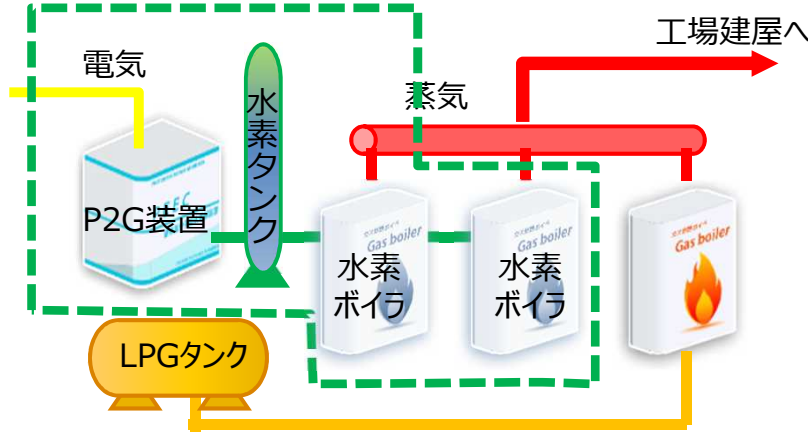 工場建屋へ
電気
蒸気
水素タンク
P2G装置
Gas boiler
水素
ボイラ
Gas boiler
水素
ボイラ
Gas boiler
LPGタンク